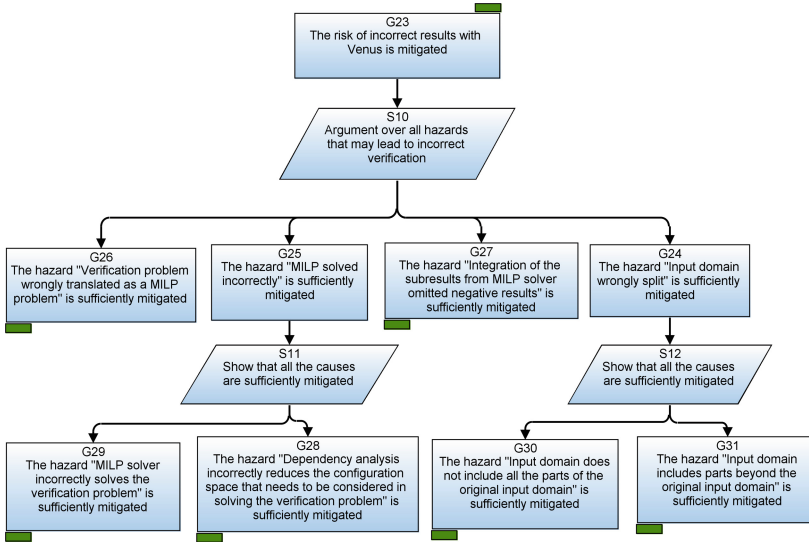 G23
The risk of incorrect results with
Venus is mitigated
S10
Argument over all hazards
that may lead to incorrect
verification
G26
The hazard "Verification problem
wrongly translated as a MILP
problem" is sufficiently mitigated
G25
The hazard "MILP solved
incorrectly" is sufficiently
mitigated
G27
The hazard "Integration of the
subresults from MILP solver
omitted negative results" is
sufficiently mitigated
G24
The hazard "Input domain
wrongly split" is sufficiently
mitigated
S11
Show that all the causes
are sufficiently mitigated
S12
Show that all the causes
are sufficiently mitigated
G29
The hazard "MILP solver
incorrectly solves the
verification problem" is
sufficiently mitigated
G28
The hazard "Dependency analysis
incorrectly reduces the configuration
space that needs to be considered in
solving the verification problem" is
sufficiently mitigated
G30
The hazard "Input domain does
not include all the parts of the
original input domain" is
sufficiently mitigated
G31
The hazard "Input domain
includes parts beyond the
original input domain" is
sufficiently mitigated